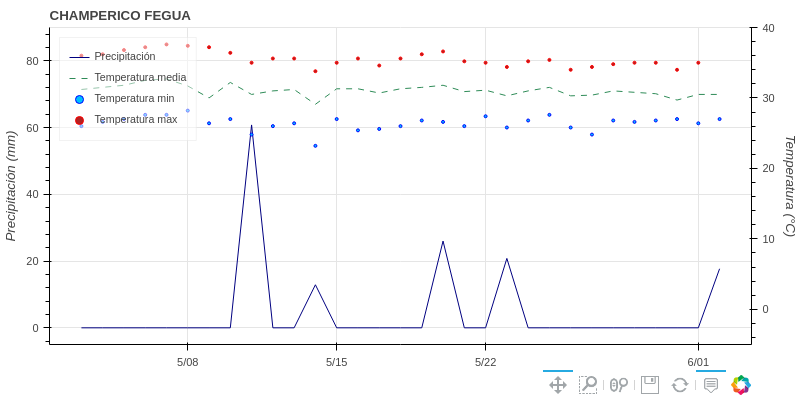 CHAMPERICO FEGUA
Precipitación
Temperatura media
Temperatura min
Temperatura max
Precipitación (mm)
80
60
40
20
0
Temperatura (°C)
40
30
20
10
0
5/08
5/15
5/22
6/01